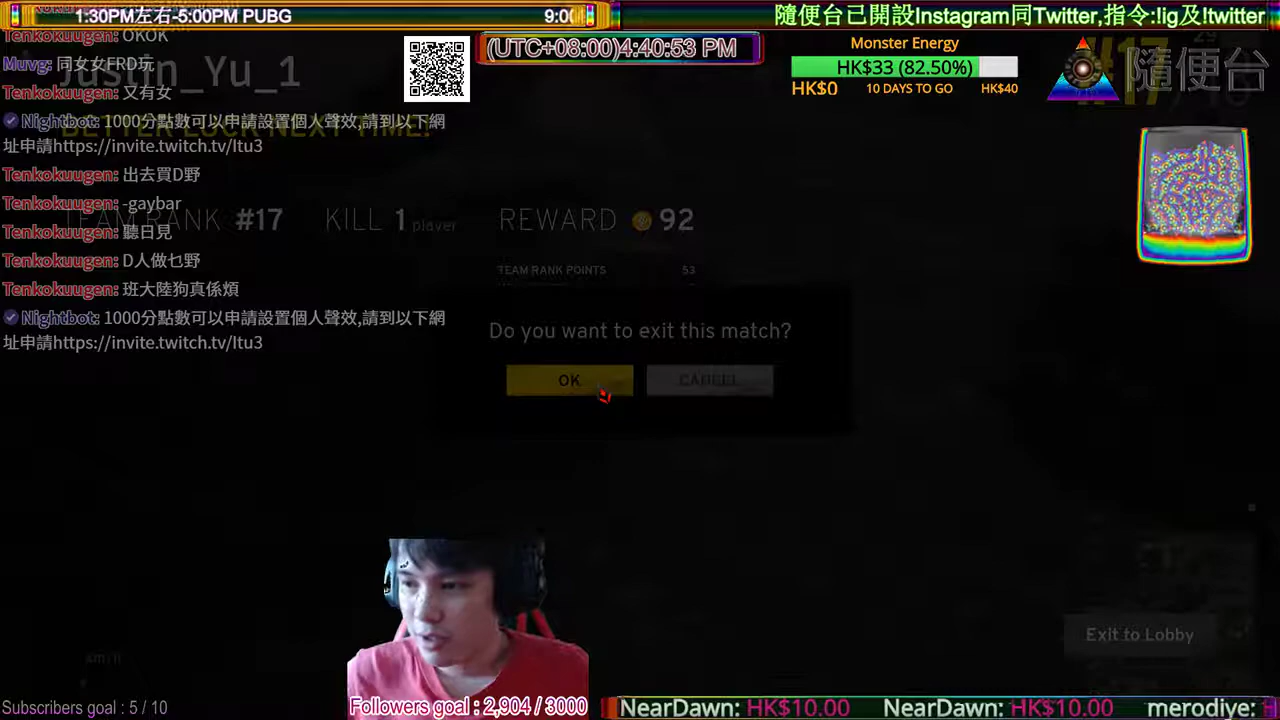 1:30PM左右-5:00PM PUBG
9:00
隨便台已開設Instagram同Twitter,指令:!ig及!twitter
Tenkokuugen: OKOK
Muvg: 同女女FRD玩
Tenkokuugen: 又有女
Nightbot: 1000分點數可以申請設置個人聲效,請到以下網
址申請https://invite.twitch.tv/ltu3
Tenkokuugen: 出去買D野
Tenkokuugen: -gaybar
Tenkokuugen: 聽日見
Tenkokuugen: D人做乜野
Tenkokuugen: 班大陸狗真係煩
Nightbot: 1000分點數可以申請設置個人聲效,請到以下網
址申請https://invite.twitch.tv/ltu3
Justin_Yu_1
BETTER LUCK NEXT TIME!
(UTC+08:00)4:40:53 PM
Monster Energy
HK$33 (82.50%)
HK$0 10 DAYS TO GO HK$40
隨便台
#17
TEAM RANK #17 KILL 1 player REWARD 92
TEAM RANK POINTS 53
Do you want to exit this match?
OK CANCEL
Exit to Lobby
km/h
Subscribers goal : 5 / 10
Followers goal : 2,904 / 3000
NearDawn: HK$10.00 NearDawn: HK$10.00 merodive: